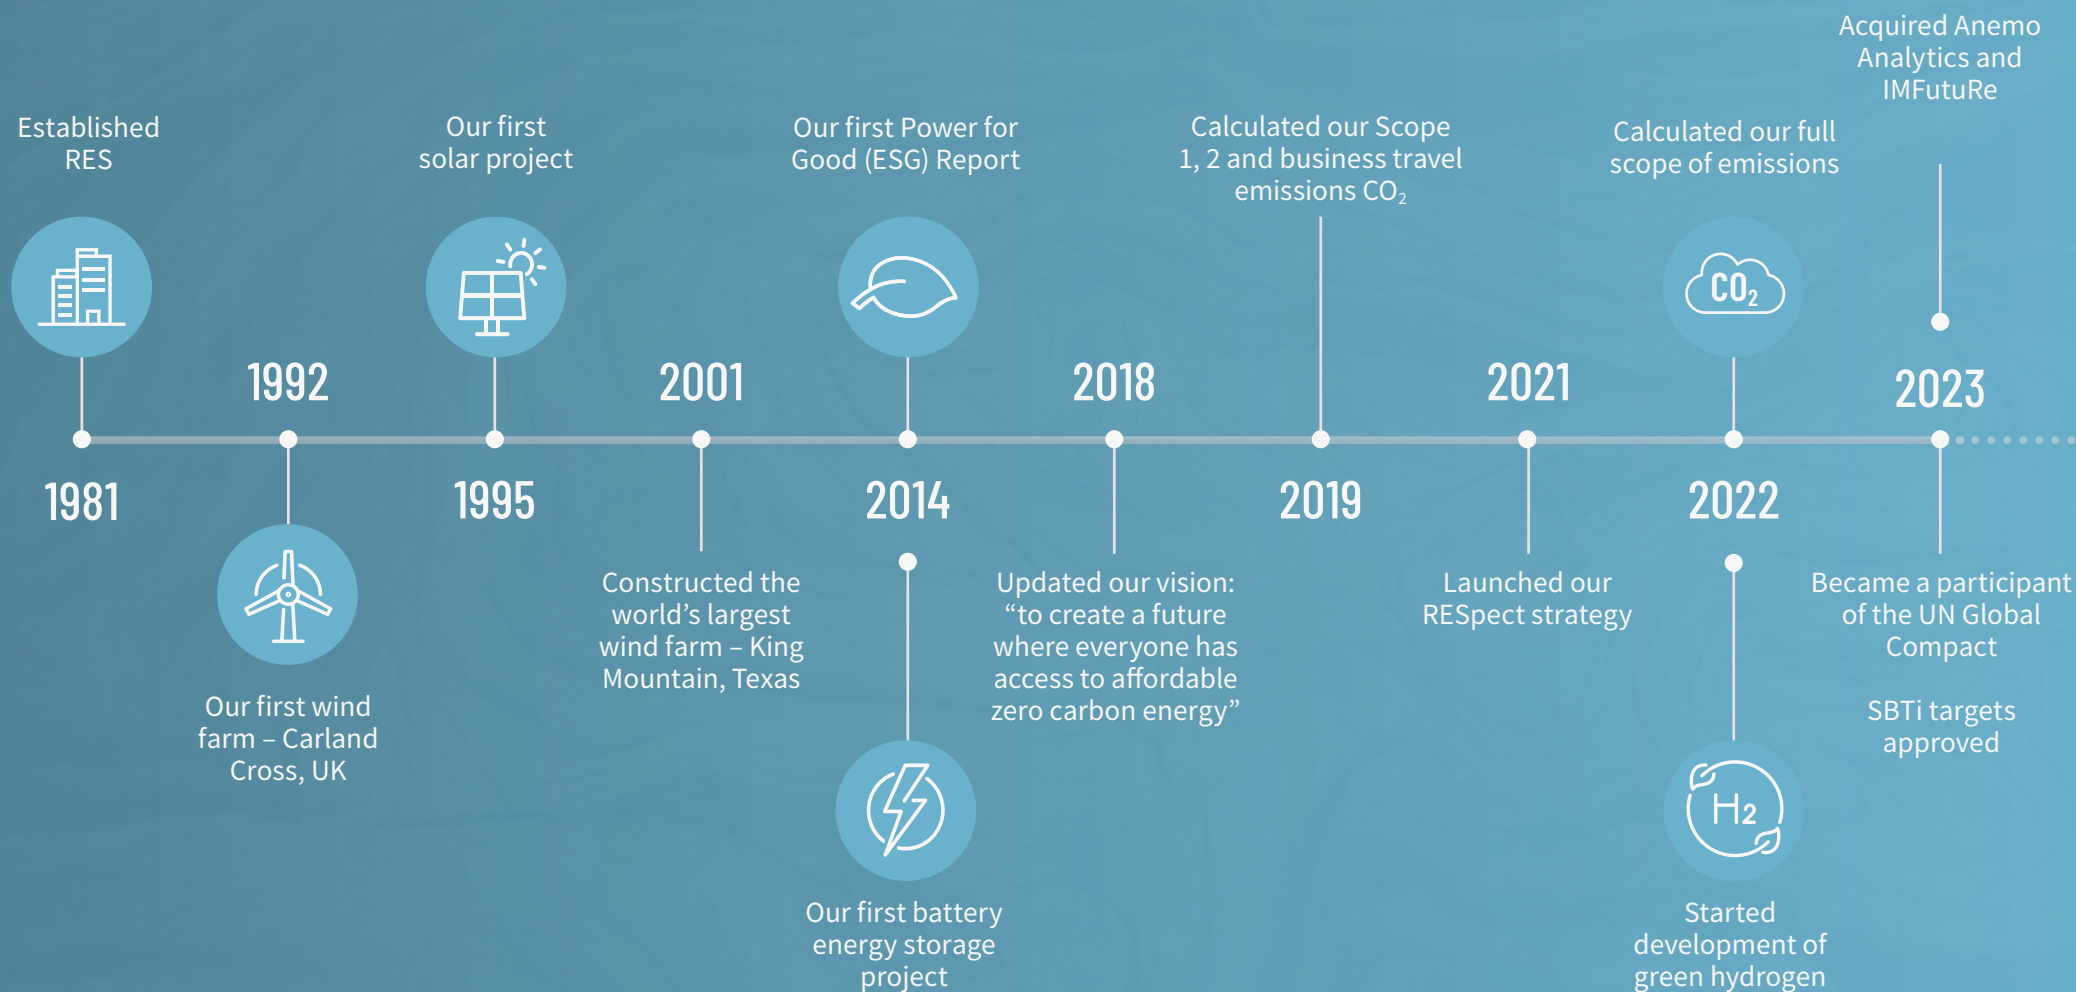 Established
RES
1981
1992
Our first wind
farm – Carland
Cross, UK
Our first
solar project
1995
2001
Constructed the
world’s largest
wind farm – King
Mountain, Texas
Our first Power for
Good (ESG) Report
2014
Our first battery
energy storage
project
2018
Updated our vision:
“to create a future
where everyone has
access to affordable
zero carbon energy”
Calculated our Scope
1, 2 and business travel
emissions CO₂
2019
2021
Launched our
RESpect strategy
Calculated our full
scope of emissions
CO₂
2022
H2
Started
development of
green hydrogen
Acquired Anemo
Analytics and
IMFutuRe
2023
Became a participant
of the UN Global
Compact
SBTi targets
approved